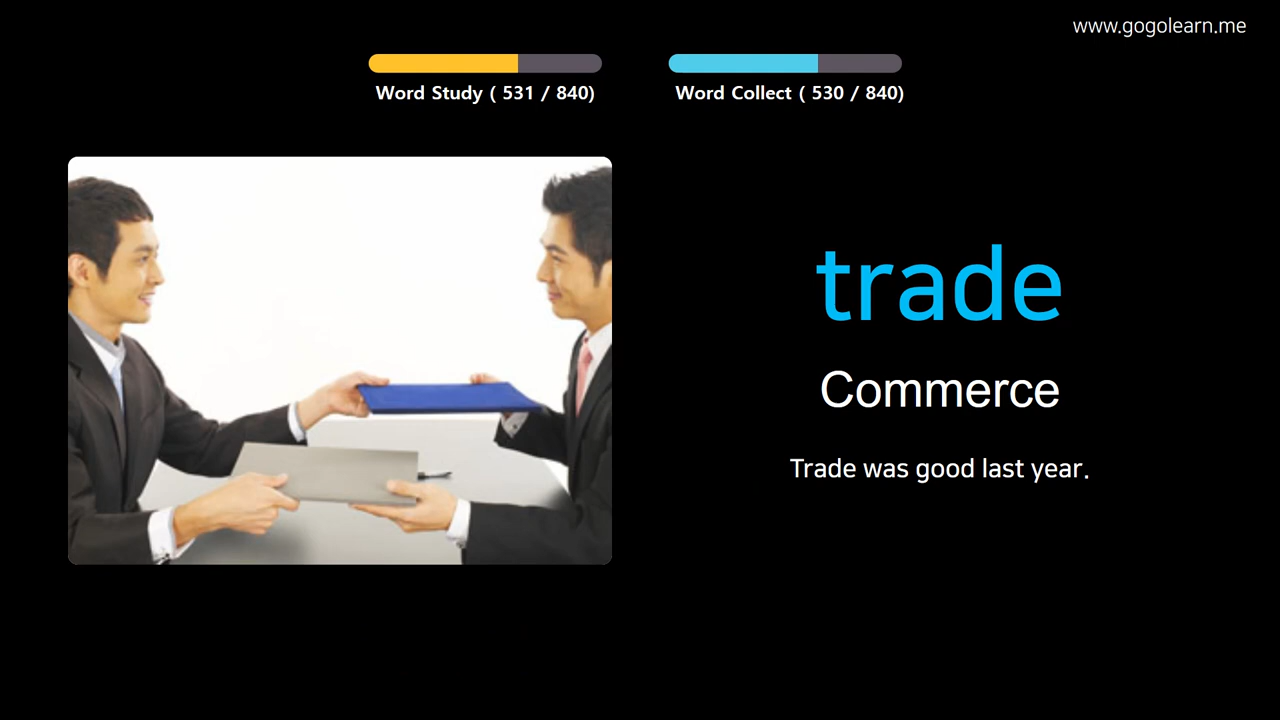 www.gogolearn.me
Word Study ( 531 / 840)
Word Collect ( 530 / 840)
trade
Commerce
Trade was good last year.